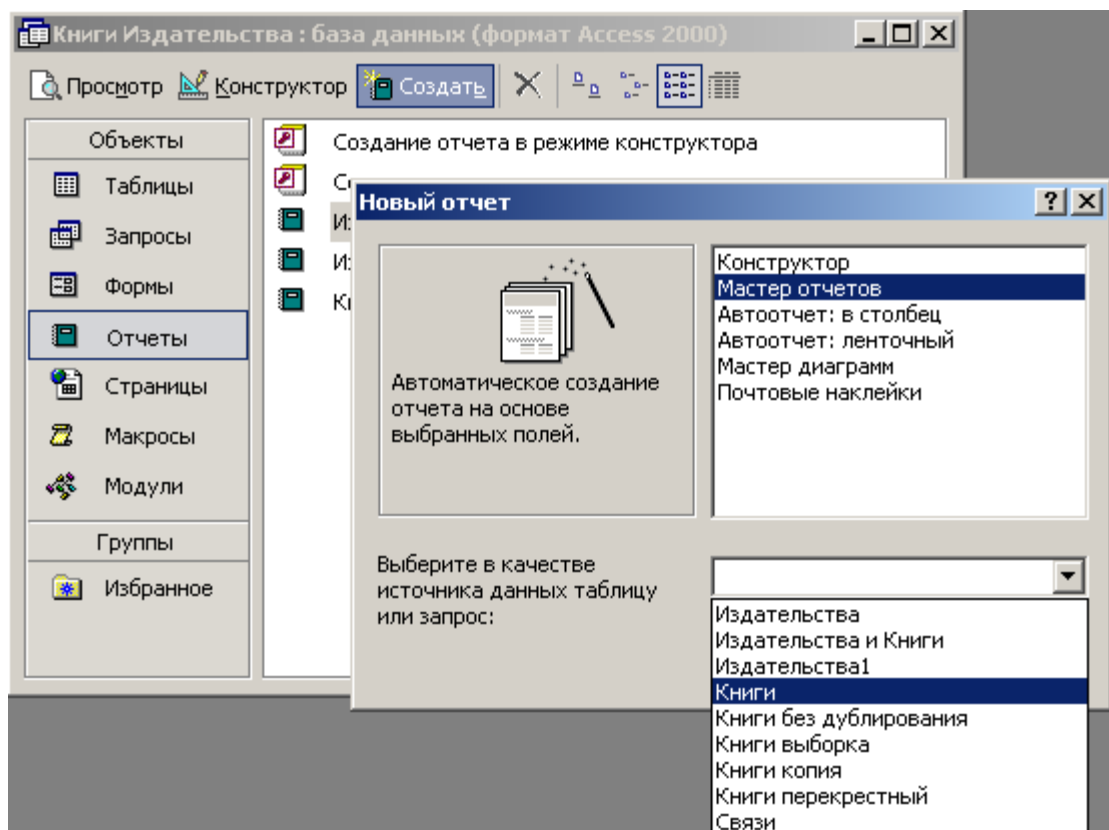 Книги Издательства : база данных (формат Access 2000)
Просмотр Конструктор Создать
Объекты
Таблицы
Запросы
Формы
Отчеты
Страницы
Макросы
Модули
Группы
Избранное
Создание отчета в режиме конструктора
Новый отчет
Автоматическое создание
отчета на основе
выбранных полей.
Конструктор
Мастер отчетов
Автоотчет: в столбец
Автоотчет: ленточный
Мастер диаграмм
Почтовые наклейки
Выберите в качестве
источника данных таблицу
или запрос:
Издательства
Издательства и Книги
Издательства1
Книги
Книги без дублирования
Книги выборка
Книги копия
Книги перекрестный
Связи